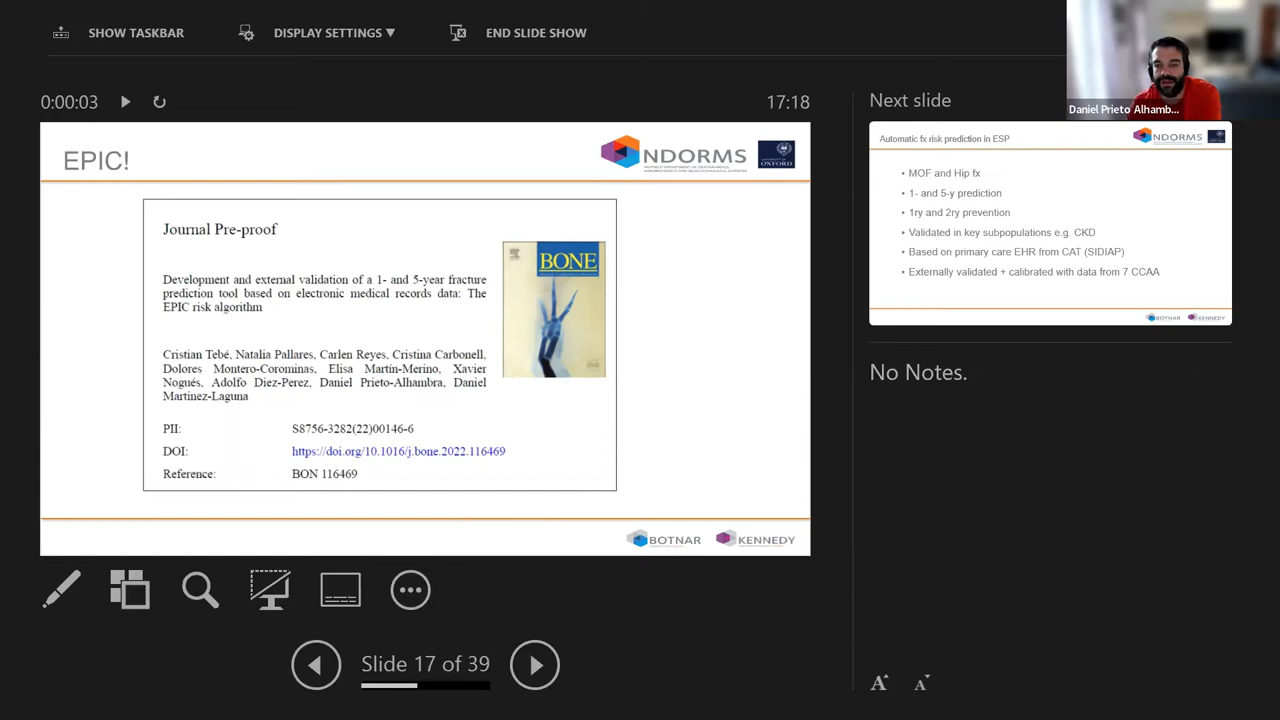 SHOW TASKBAR
DISPLAY SETTINGS ▼
END SLIDE SHOW
Daniel Prieto Alhamb...
0:00:03
17:18
Next slide
EPIC!
NDORMS
UNIVERSITY OF
OXFORD
Journal Pre-proof
Development and external validation of a 1- and 5-year fracture
prediction tool based on electronic medical records data: The
EPIC risk algorithm
BONE
Cristian Tebé, Natalia Pallares, Carlen Reyes, Cristina Carbonell,
Dolores Montero-Corominas, Elisa Martín-Merino, Xavier
Nogués, Adolfo Diez-Perez, Daniel Prieto-Alhambra, Daniel
Martinez-Laguna
PII: S8756-3282(22)00146-6
DOI: https://doi.org/10.1016/j.bone.2022.116469
Reference: BON 116469
BOTNAR KENNEDY
Automatic fx risk prediction in ESP
NDORMS
• MOF and Hip fx
• 1- and 5-y prediction
• 1ry and 2ry prevention
• Validated in key subpopulations e.g. CKD
• Based on primary care EHR from CAT (SIDIAP)
• Externally validated + calibrated with data from 7 CCAA
BOTNAR KENNEDY
No Notes.
Slide 17 of 39
A A